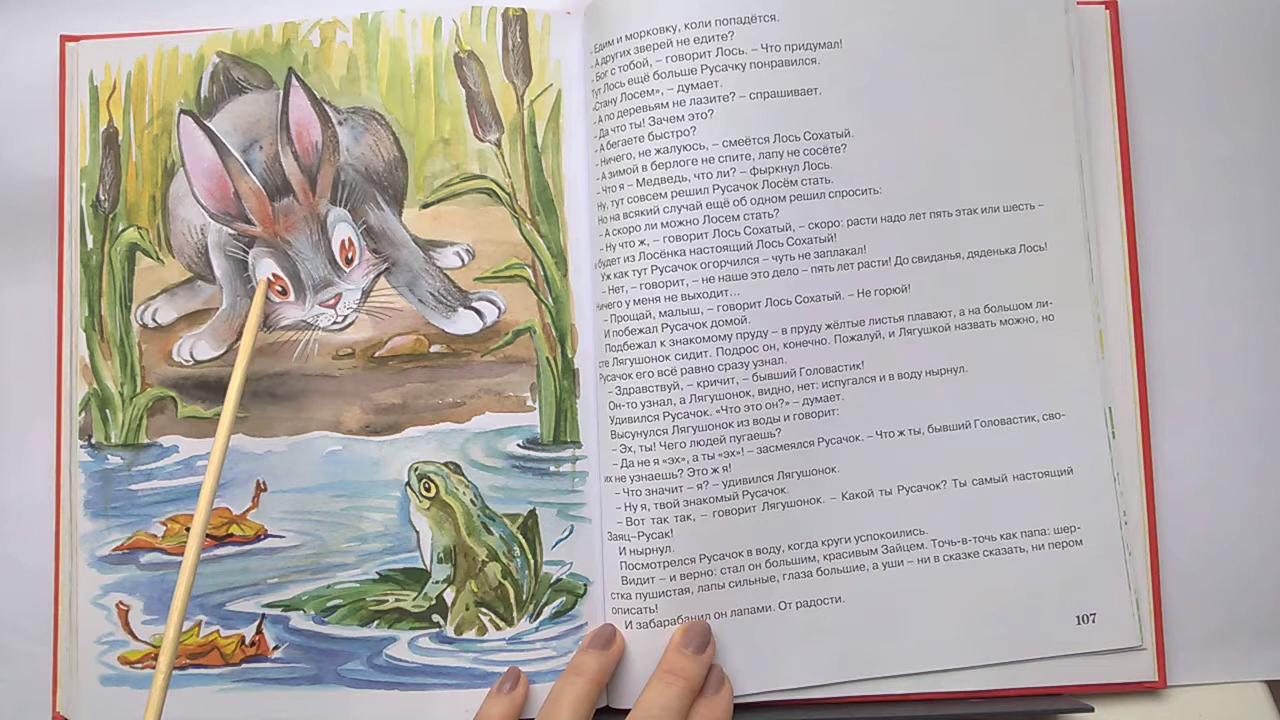 - Едим и морковку, коли попадётся.
- А других зверей не едите?
- Бог с тобой, – говорит Лось. – Что придумал!
Тут Лось ещё больше Русачку понравился.
«Стану Лосем», – думает.
- А по деревьям не лазите? – спрашивает.
- Да что ты! Зачем это?
- А бегаете быстро?
- Ничего, не жалуюсь, – смеётся Лось Сохатый.
- А зимой в берлоге не спите, лапу не сосёте?
- Что я – Медведь, что ли? – фыркнул Лось.
Ну, тут совсем решил Русачок Лосём стать.
Но на всякий случай ещё об одном решил спросить:
- А скоро ли можно Лосем стать?
- Ну что ж, – говорит Лось Сохатый, – скоро: расти надо лет пять этак или шесть –
и будет из Лосёнка настоящий Лось Сохатый!
Уж как тут Русачок огорчился – чуть не заплакал!
- Нет, – говорит, – не наше это дело – пять лет расти! До свиданья, дяденька Лось!
Ничего у меня не выходит…
- Прощай, малыш, – говорит Лось Сохатый. – Не горюй!
И побежал Русачок домой.
Подбежал к знакомому пруду – в пруду жёлтые листья плавают, а на большом ли-
сте Лягушонок сидит. Подрос он, конечно. Пожалуй, и Лягушкой назвать можно, но
Русачок его всё равно сразу узнал.
- Здравствуй, – кричит, – бывший Головастик!
Он-то узнал, а Лягушонок, видно, нет: испугался и в воду нырнул.
Удивился Русачок. «Что это он?» – думает.
Высунулся Лягушонок из воды и говорит:
- Эх, ты! Чего людей пугаешь?
- Да не я «эх», а ты «эх»! – засмеялся Русачок. – Что ж ты, бывший Головастик, сво-
их не узнаешь? Это ж я!
- Что значит – я? – удивился Лягушонок.
- Ну я, твой знакомый Русачок.
- Вот так так, – говорит Лягушонок. – Какой ты Русачок? Ты самый настоящий
Заяц–Русак!
И нырнул.
Посмотрелся Русачок в воду, когда круги успокоились.
Видит – и верно: стал он большим, красивым Зайцем. Точь-в-точь как папа: шер-
стка пушистая, лапы сильные, глаза большие, а уши – ни в сказке сказать, ни пером
описать!
И забарабанил он лапами. От радости.
107